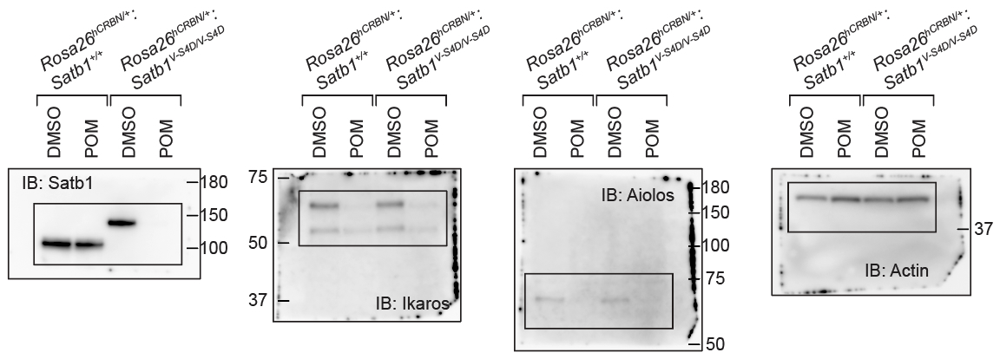 Rosa26hCRBN/+:
Satb1+/+
Rosa26hCRBN/+:
Satb1V-S4D/V-S4D
DMSO
POM
DMSO
POM
IB: Satb1
180
150
100
Rosa26hCRBN/+:
Satb1+/+
Rosa26hCRBN/+:
Satb1V-S4D/V-S4D
DMSO
POM
DMSO
POM
75
50
37
IB: Ikaros
Rosa26hCRBN/+:
Satb1+/+
Rosa26hCRBN/+:
Satb1V-S4D/V-S4D
DMSO
POM
DMSO
POM
IB: Aiolos
180
150
100
75
50
Rosa26hCRBN/+:
Satb1+/+
Rosa26hCRBN/+:
Satb1V-S4D/V-S4D
DMSO
POM
DMSO
POM
37
IB: Actin